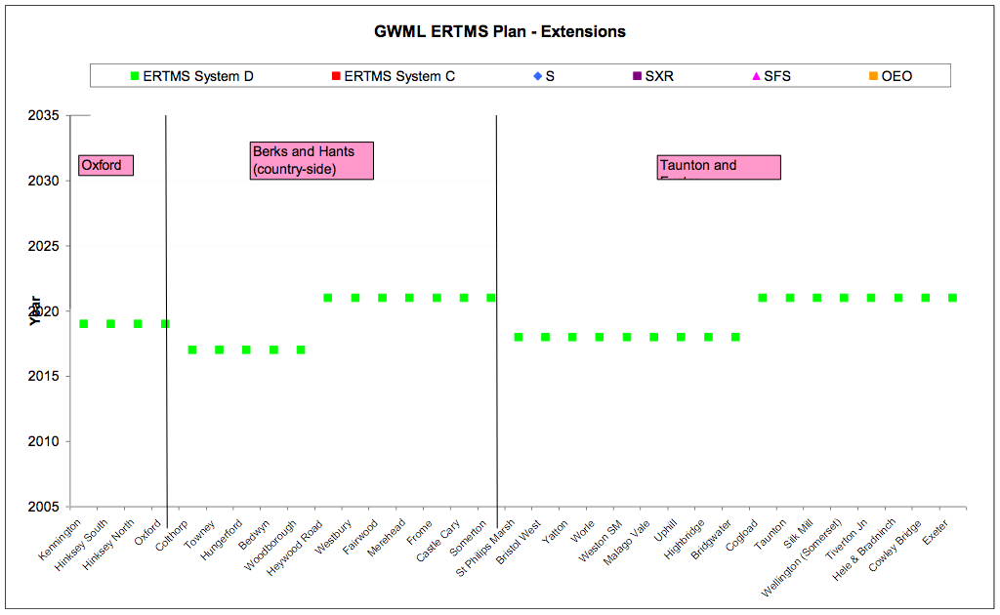 GWML ERTMS Plan - Extensions
ERTMS System D ERTMS System C S SXR SFS OEO
2035
2030
2025
2020
2015
2010
2005
Year
Oxford
Berks and Hants
(country-side)
Taunton and
Kennington
Hinksey South
Hinksey North
Oxford
Colthorp
Towney
Hungerford
Bedwyn
Woodborough
Heywood Road
Westbury
Fairwood
Merehead
Frome
Castle Cary
Somerton
St Philips Marsh
Bristol West
Yatton
Worle
Weston SM
Malago Vale
Uphill
Highbridge
Bridgwater
Cogload
Taunton
Silk Mill
Wellington (Somerset)
Tiverton Jn
Hele & Bradninch
Cowley Bridge
Exeter